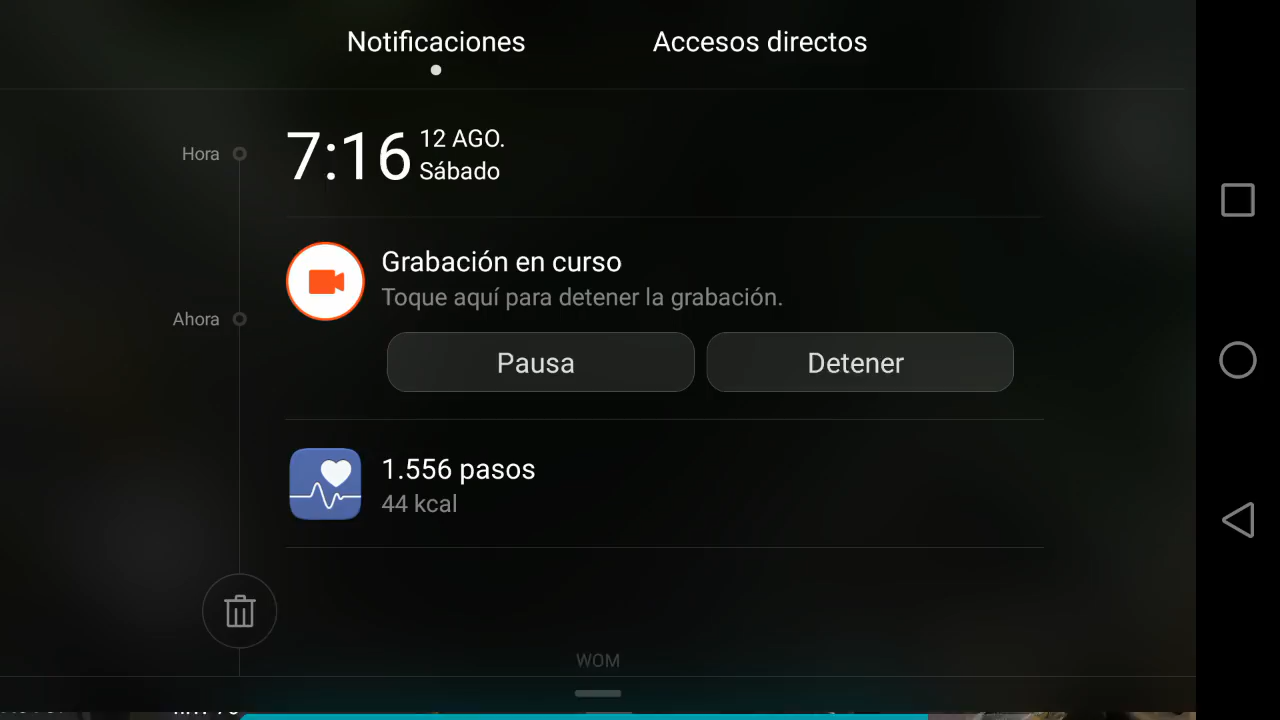 Notificaciones
Accesos directos
Hora
7:16
12 AGO.
Sábado
Grabación en curso
Toque aquí para detener la grabación.
Ahora
Pausa
Detener
1.556 pasos
44 kcal
WOM